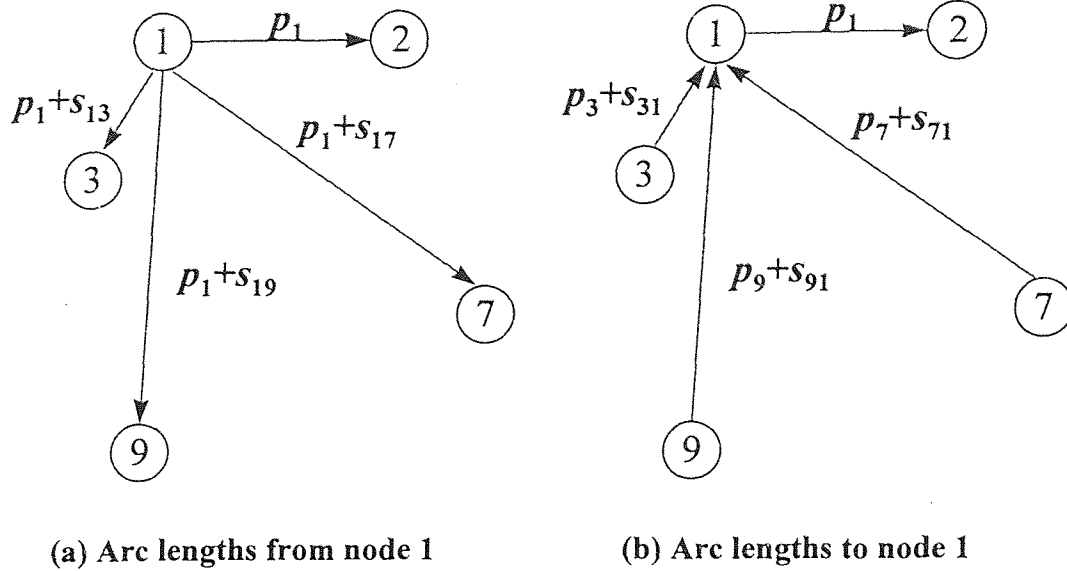 1
p₁
2
p₁+s₁₃
p₁+s₁₇
3
p₁+s₁₉
7
9
(a) Arc lengths from node 1
1
p₁
2
p₃+s₃₁
p₇+s₇₁
3
p₉+s₉₁
7
9
(b) Arc lengths to node 1